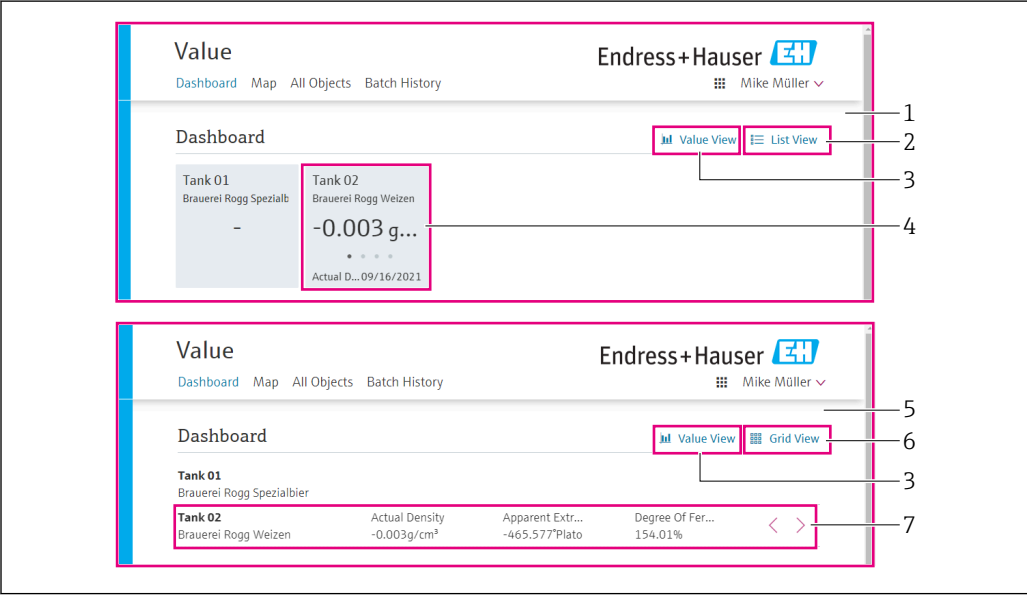 Value
Endress+Hauser EH
Dashboard Map All Objects Batch History
Mike Müller
1
Dashboard
Value View
List View
2
3
Tank 01
Brauerei Rogg Spezialb
-
Tank 02
Brauerei Rogg Weizen
-0.003 g...
Actual D... 09/16/2021
4
Value
Endress+Hauser EH
Dashboard Map All Objects Batch History
Mike Müller
5
Dashboard
Value View
Grid View
6
3
Tank 01
Brauerei Rogg Spezialbier
Tank 02 Actual Density Apparent Extr... Degree Of Fer...
Brauerei Rogg Weizen -0.003g/cm³ -465.577°Plato 154.01%
7